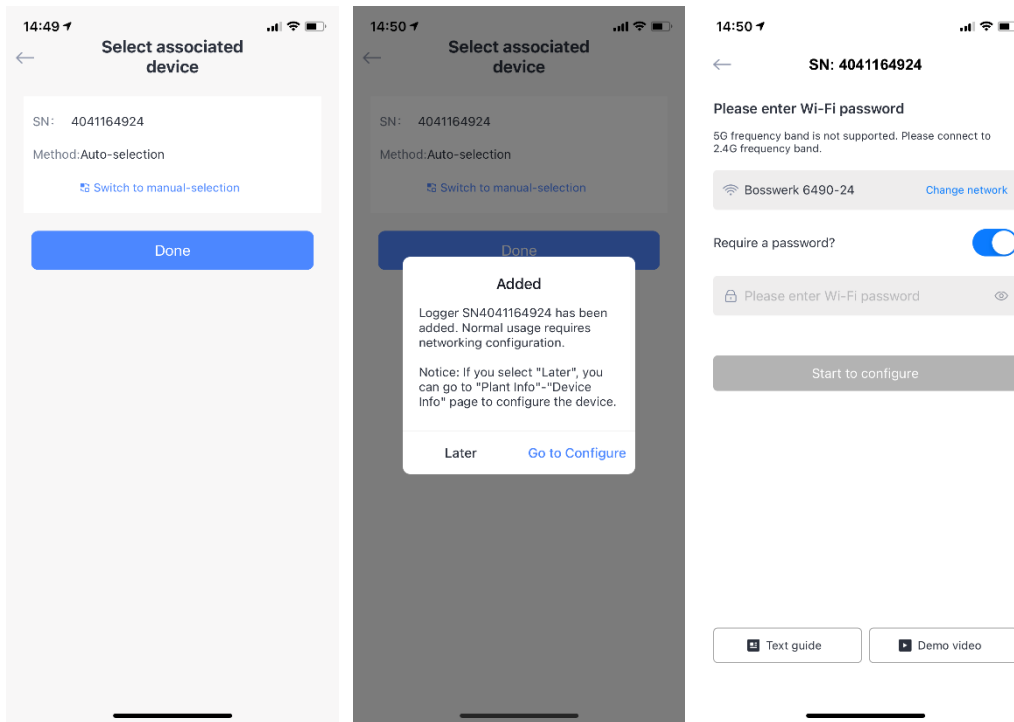 14:49
Select associated
device
SN: 4041164924
Method:Auto-selection
Switch to manual-selection
Done
14:50
Select associated
device
SN: 4041164924
Method:Auto-selection
Switch to manual-selection
Done
Added
Logger SN4041164924 has been
added. Normal usage requires
networking configuration.
Notice: If you select "Later", you
can go to "Plant Info"-"Device
Info" page to configure the device.
Later
Go to Configure
14:50
SN: 4041164924
Please enter Wi-Fi password
5G frequency band is not supported. Please connect to
2.4G frequency band.
Bosswerk 6490-24
Change network
Require a password?
Please enter Wi-Fi password
Start to configure
Text guide
Demo video